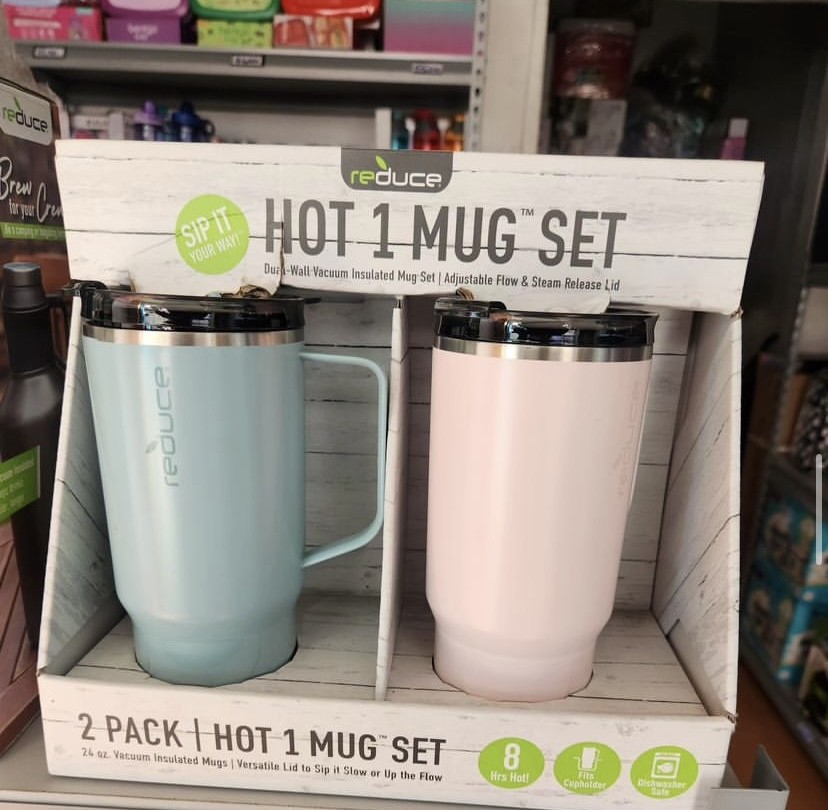 reduce
Brew
for your Crew
reduce
SIP IT
YOUR WAY!
HOT 1 MUG™ SET
Dual-Wall Vacuum Insulated Mug Set | Adjustable Flow & Steam Release Lid
reduce
reduce
2 PACK | HOT 1 MUG™ SET
24 oz. Vacuum Insulated Mugs | Versatile Lid to Sip it Slow or Up the Flow
8
Hrs Hot!
Fits
Cupholder
Dishwasher
Safe